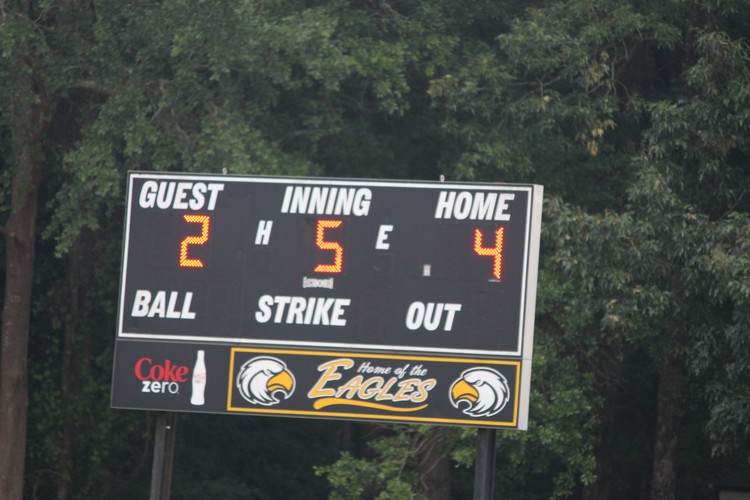 GUEST INNING HOME
2 H 5 E 4
BALL STRIKE OUT
Coke zero
Home of the
EAGLES